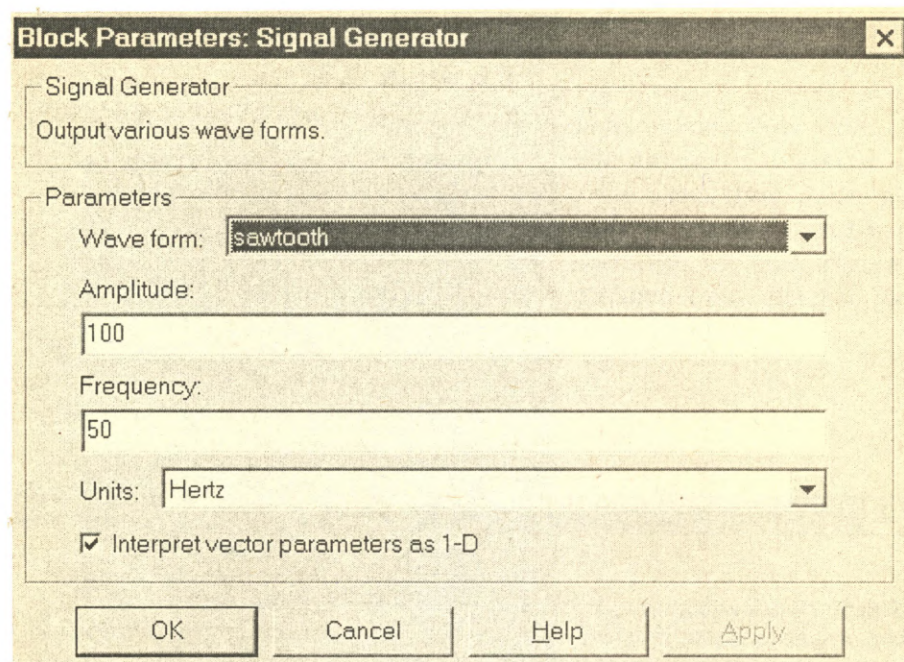 Block Parameters: Signal Generator
Signal Generator
Output various wave forms.
Parameters
Wave form: sawtooth
Amplitude:
100
Frequency:
50
Units: Hertz
Interpret vector parameters as 1-D
OK Cancel Help Apply